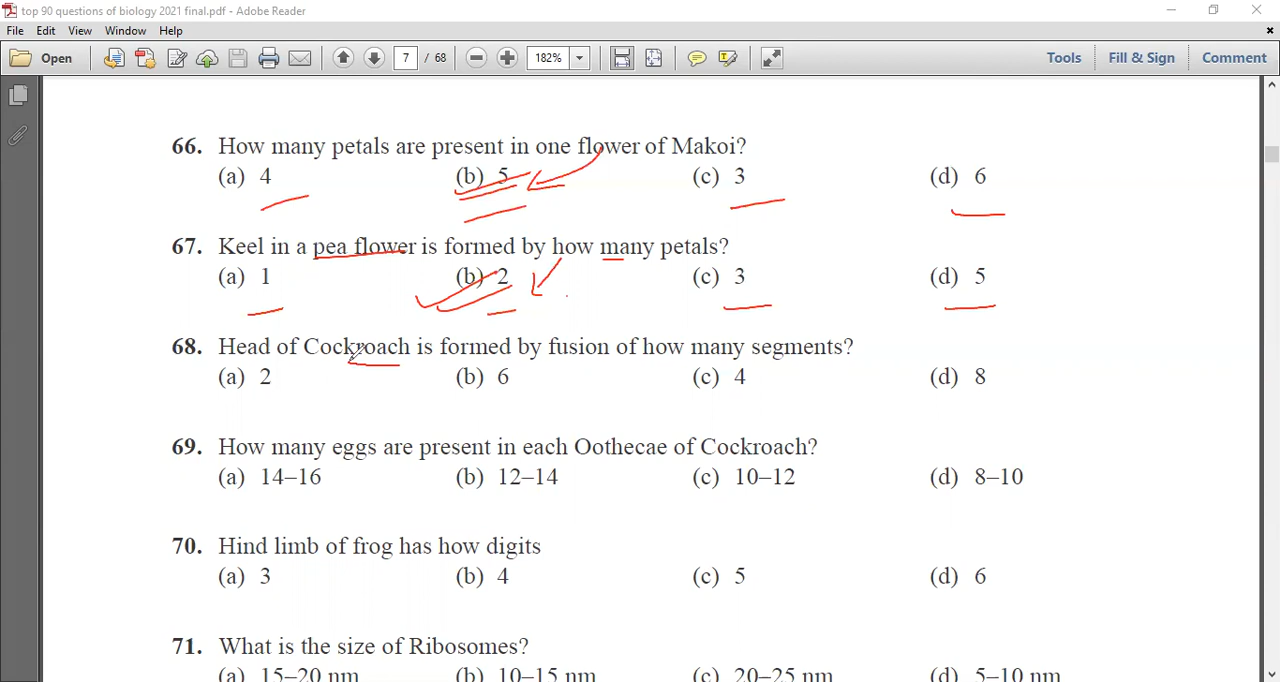 top 90 questions of biology 2021 final.pdf - Adobe Reader
File Edit View Window Help
Open 7 / 68 182% Tools Fill & Sign Comment
66. How many petals are present in one flower of Makoi?
(a) 4 (b) 5 (c) 3 (d) 6
67. Keel in a pea flower is formed by how many petals?
(a) 1 (b) 2 (c) 3 (d) 5
68. Head of Cockroach is formed by fusion of how many segments?
(a) 2 (b) 6 (c) 4 (d) 8
69. How many eggs are present in each Oothecae of Cockroach?
(a) 14–16 (b) 12–14 (c) 10–12 (d) 8–10
70. Hind limb of frog has how digits
(a) 3 (b) 4 (c) 5 (d) 6
71. What is the size of Ribosomes?
(a) 15–20 nm (b) 10–15 nm (c) 20–25 nm (d) 5–10 nm